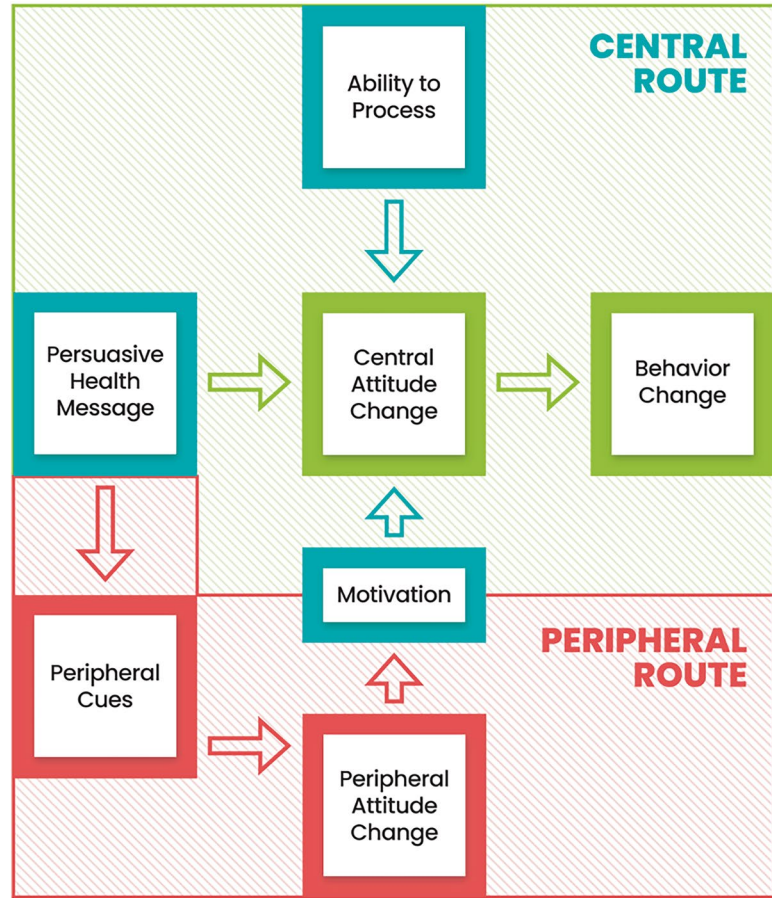 CENTRAL
ROUTE
Ability to
Process
Persuasive
Health
Message
Central
Attitude
Change
Behavior
Change
Motivation
PERIPHERAL
ROUTE
Peripheral
Cues
Peripheral
Attitude
Change